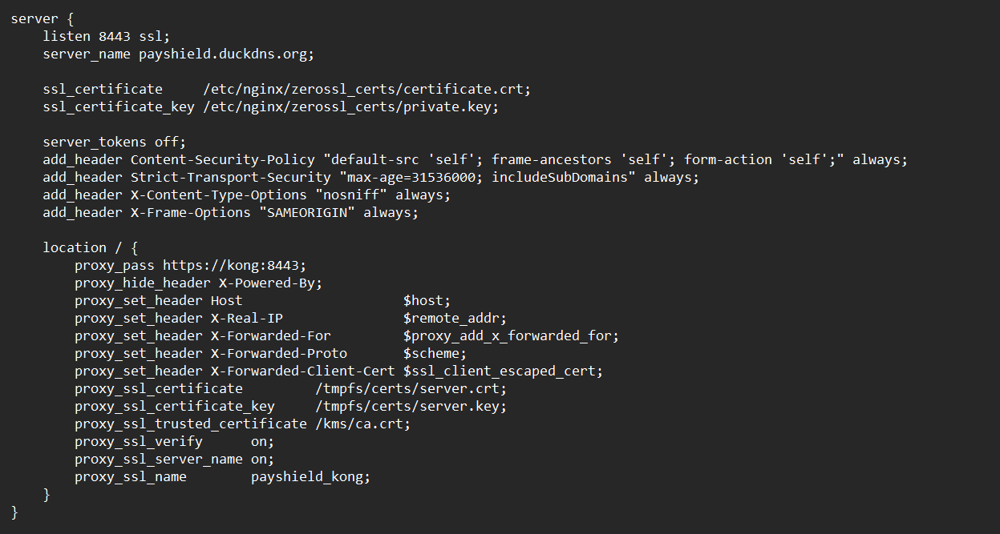 server {
    listen 8443 ssl;
    server_name payshield.duckdns.org;

    ssl_certificate     /etc/nginx/zerossl_certs/certificate.crt;
    ssl_certificate_key /etc/nginx/zerossl_certs/private.key;

    server_tokens off;
    add_header Content-Security-Policy "default-src 'self'; frame-ancestors 'self'; form-action 'self';" always;
    add_header Strict-Transport-Security "max-age=31536000; includeSubDomains" always;
    add_header X-Content-Type-Options "nosniff" always;
    add_header X-Frame-Options "SAMEORIGIN" always;

    location / {
        proxy_pass https://kong:8443;
        proxy_hide_header X-Powered-By;
        proxy_set_header Host                    $host;
        proxy_set_header X-Real-IP               $remote_addr;
        proxy_set_header X-Forwarded-For         $proxy_add_x_forwarded_for;
        proxy_set_header X-Forwarded-Proto       $scheme;
        proxy_set_header X-Forwarded-Client-Cert $ssl_client_escaped_cert;
        proxy_ssl_certificate         /tmpfs/certs/server.crt;
        proxy_ssl_certificate_key     /tmpfs/certs/server.key;
        proxy_ssl_trusted_certificate /kms/ca.crt;
        proxy_ssl_verify      on;
        proxy_ssl_server_name on;
        proxy_ssl_name        payshield_kong;
    }
}